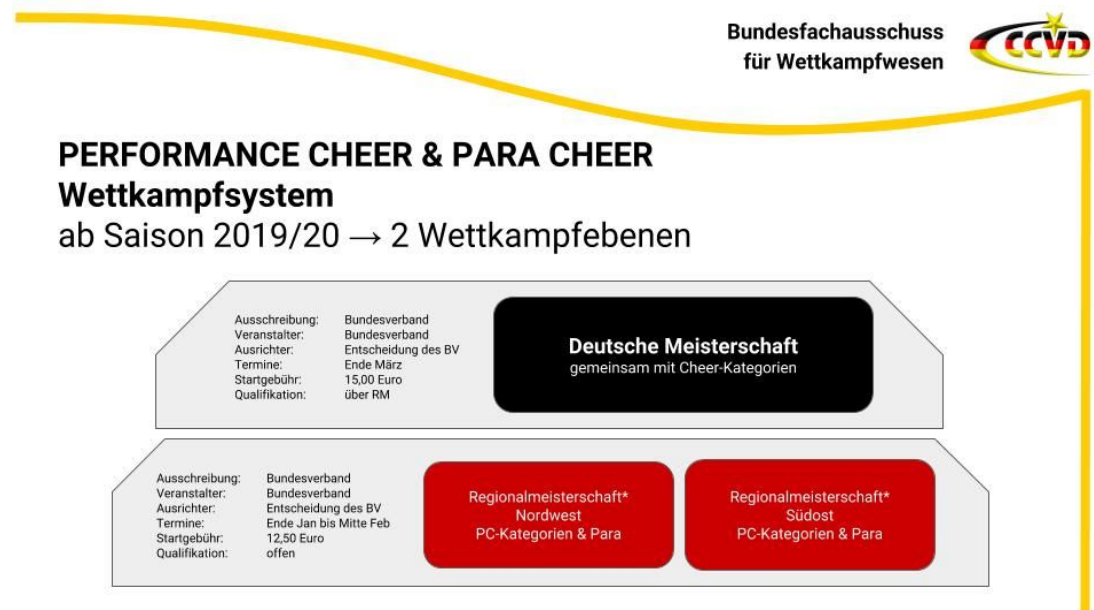 Bundesfachausschuss
für Wettkampfwesen
CCVD
PERFORMANCE CHEER & PARA CHEER
Wettkampfsystem
ab Saison 2019/20 → 2 Wettkampfebenen
Ausschreibung: Bundesverband
Veranstalter: Bundesverband
Ausrichter: Entscheidung des BV
Termine: Ende März
Startgebühr: 15,00 Euro
Qualifikation: über RM
Deutsche Meisterschaft
gemeinsam mit Cheer-Kategorien
Ausschreibung: Bundesverband
Veranstalter: Bundesverband
Ausrichter: Entscheidung des BV
Termine: Ende Jan bis Mitte Feb
Startgebühr: 12,50 Euro
Qualifikation: offen
Regionalmeisterschaft*
Nordwest
PC-Kategorien & Para
Regionalmeisterschaft*
Südost
PC-Kategorien & Para